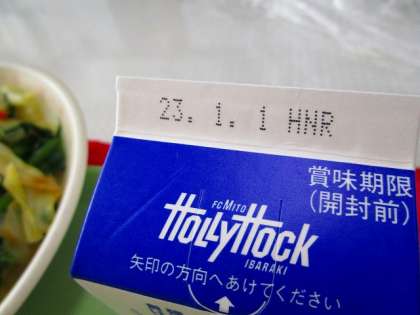 23. 1. 1 HNR
賞味期限
(開封前)
FC MITO
HOLLYHOCK
IBARAKI
矢印の方向へあけてください